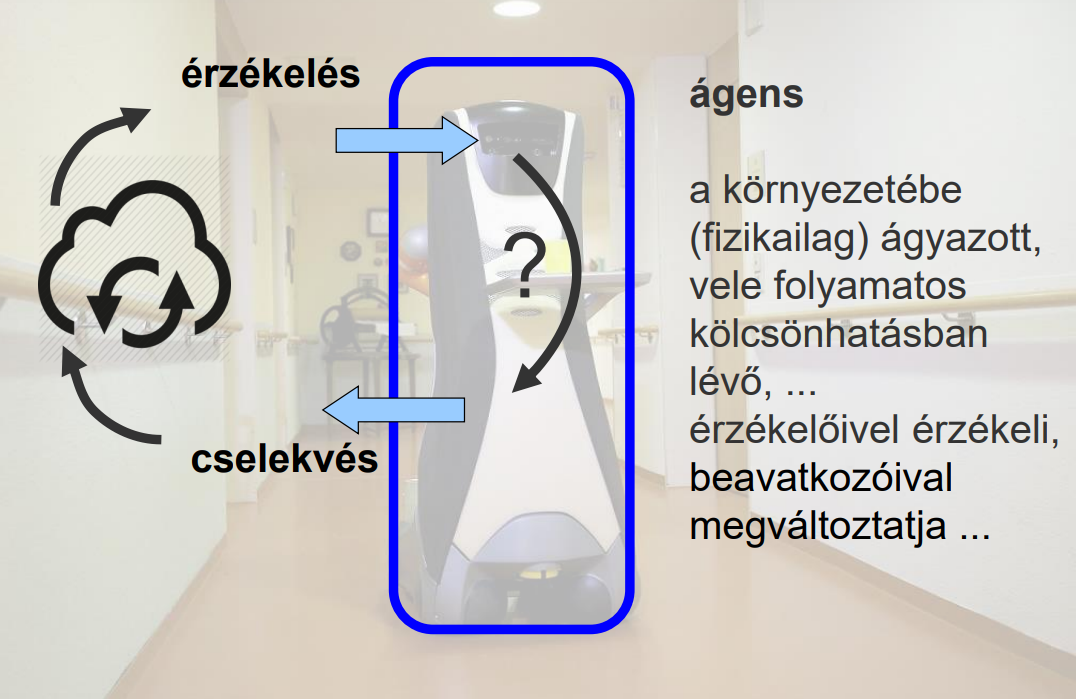 érzékelés
ágens
a környezetébe
(fizikailag) ágyazott,
vele folyamatos
kölcsönhatásban
lévő, ...
érzékelőivel érzékeli,
beavatkozóival
megváltoztatja ...
?
cselekvés